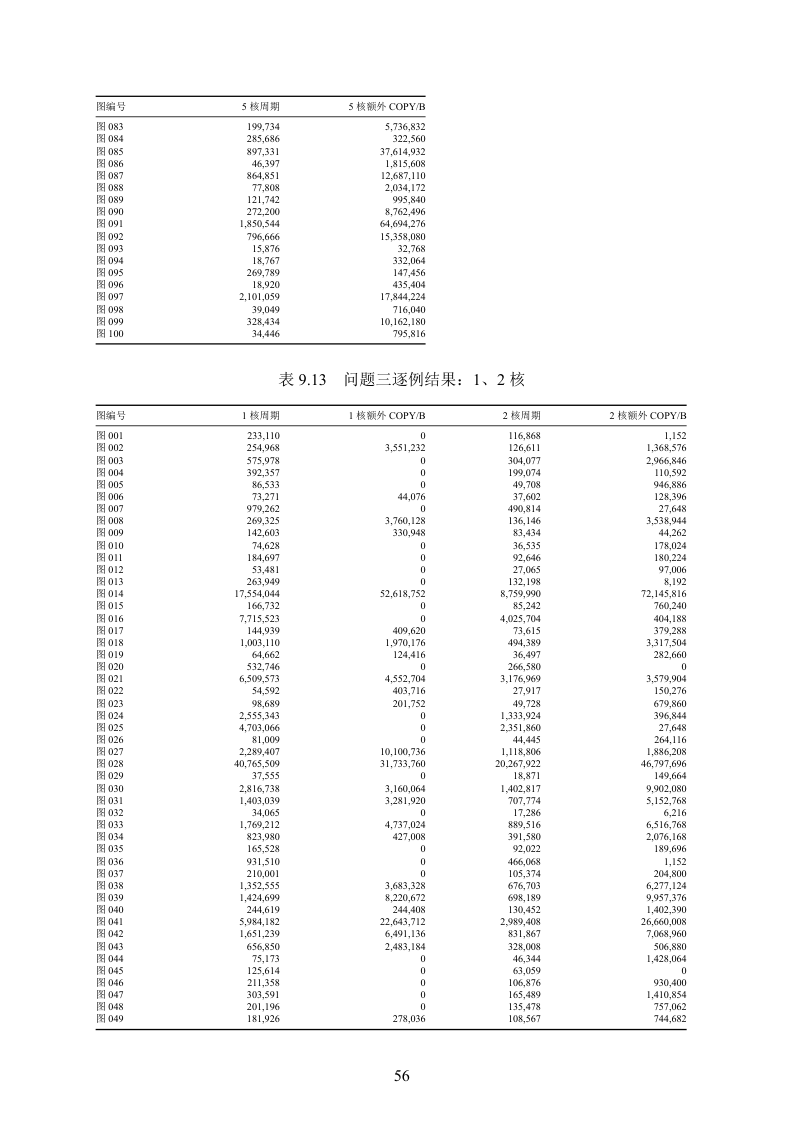 图编号 5 核周期 5 核额外 COPY/B
图 083 199,734 5,736,832
图 084 285,686 322,560
图 085 897,331 37,614,932
图 086 46,397 1,815,608
图 087 864,851 12,687,110
图 088 77,808 2,034,172
图 089 121,742 995,840
图 090 272,200 8,762,496
图 091 1,850,544 64,694,276
图 092 796,666 15,358,080
图 093 15,876 32,768
图 094 18,767 332,064
图 095 269,789 147,456
图 096 18,920 435,404
图 097 2,101,059 17,844,224
图 098 39,049 716,040
图 099 328,434 10,162,180
图 100 34,446 795,816
表 9.13 问题三逐例结果：1、2 核
图编号 1 核周期 1 核额外 COPY/B 2 核周期 2 核额外 COPY/B
图 001 233,110 0 116,868 1,152
图 002 254,968 3,551,232 126,611 1,368,576
图 003 575,978 0 304,077 2,966,846
图 004 392,357 0 199,074 110,592
图 005 86,533 0 49,708 946,886
图 006 73,271 44,076 37,602 128,396
图 007 979,262 0 490,814 27,648
图 008 269,325 3,760,128 136,146 3,538,944
图 009 142,603 330,948 83,434 44,262
图 010 74,628 0 36,535 178,024
图 011 184,697 0 92,646 180,224
图 012 53,481 0 27,065 97,006
图 013 263,949 0 132,198 8,192
图 014 17,554,044 52,618,752 8,759,990 72,145,816
图 015 166,732 0 85,242 760,240
图 016 7,715,523 0 4,025,704 404,188
图 017 144,939 409,620 73,615 379,288
图 018 1,003,110 1,970,176 494,389 3,317,504
图 019 64,662 124,416 36,497 282,660
图 020 532,746 0 266,580 0
图 021 6,509,573 4,552,704 3,176,969 3,579,904
图 022 54,592 403,716 27,917 150,276
图 023 98,689 201,752 49,728 679,860
图 024 2,555,343 0 1,333,924 396,844
图 025 4,703,066 0 2,351,860 27,648
图 026 81,009 0 44,445 264,116
图 027 2,289,407 10,100,736 1,118,806 1,886,208
图 028 40,765,509 31,733,760 20,267,922 46,797,696
图 029 37,555 0 18,871 149,664
图 030 2,816,738 3,160,064 1,402,817 9,902,080
图 031 1,403,039 3,281,920 707,774 5,152,768
图 032 34,065 0 17,286 6,216
图 033 1,769,212 4,737,024 889,516 6,516,768
图 034 823,980 427,008 391,580 2,076,168
图 035 165,528 0 92,022 189,696
图 036 931,510 0 466,068 1,152
图 037 210,001 0 105,374 204,800
图 038 1,352,555 3,683,328 676,703 6,277,124
图 039 1,424,699 8,220,672 698,189 9,957,376
图 040 244,619 244,408 130,452 1,402,390
图 041 5,984,182 22,643,712 2,989,408 26,660,008
图 042 1,651,239 6,491,136 831,867 7,068,960
图 043 656,850 2,483,184 328,008 506,880
图 044 75,173 0 46,344 1,428,064
图 045 125,614 0 63,059 0
图 046 211,358 0 106,876 930,400
图 047 303,591 0 165,489 1,410,854
图 048 201,196 0 135,478 757,062
图 049 181,926 278,036 108,567 744,682
56